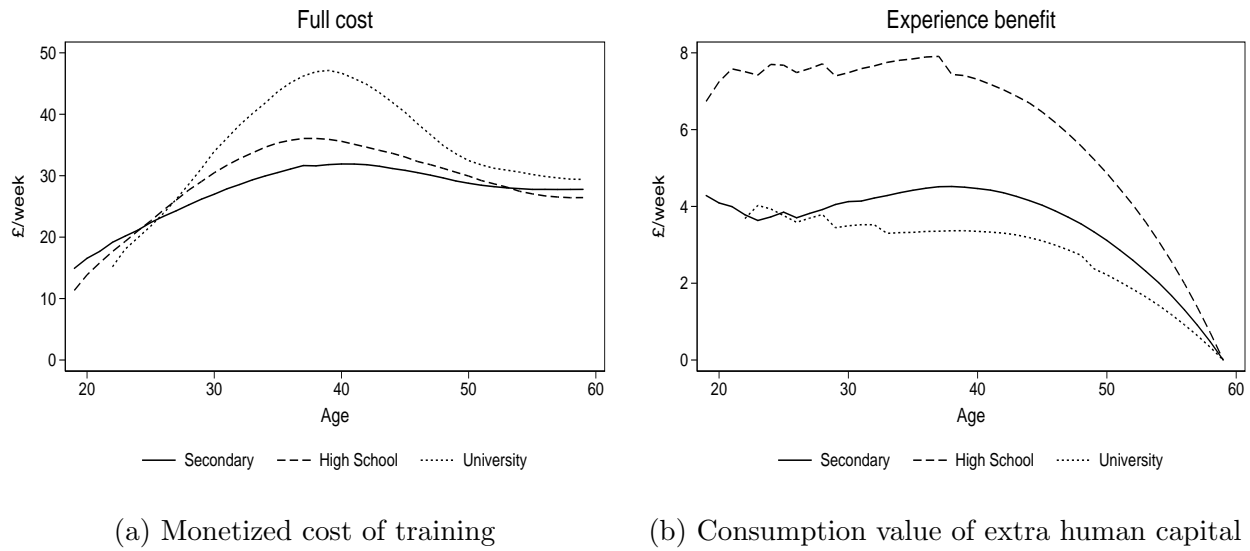 Full cost
50
40
30
20
10
0
£/week
20 30 40 50 60
Age
Secondary High School University
(a) Monetized cost of training
Experience benefit
8
6
4
2
0
£/week
20 30 40 50 60
Age
Secondary High School University
(b) Consumption value of extra human capital